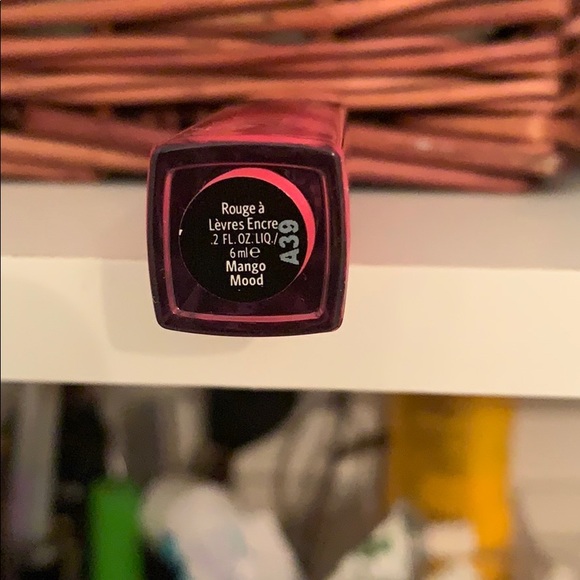 Rouge à
Lèvres Encre
.2 FL. OZ. LIQ./
6 ml e
Mango
Mood
A39